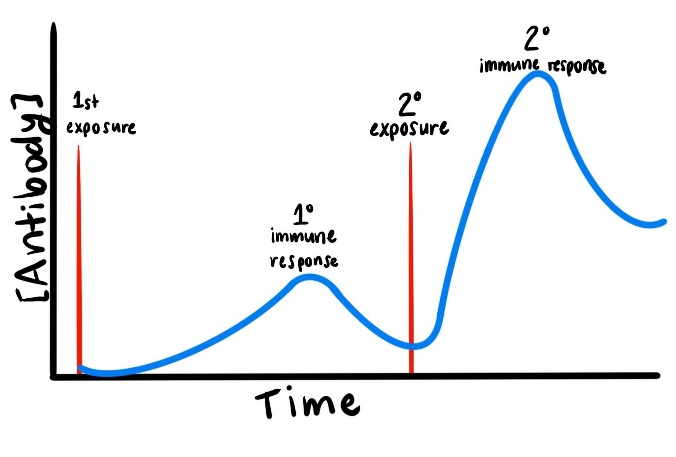 2°
immune response
1st
exposure
2°
exposure
[Antibody]
1°
immune
response
Time